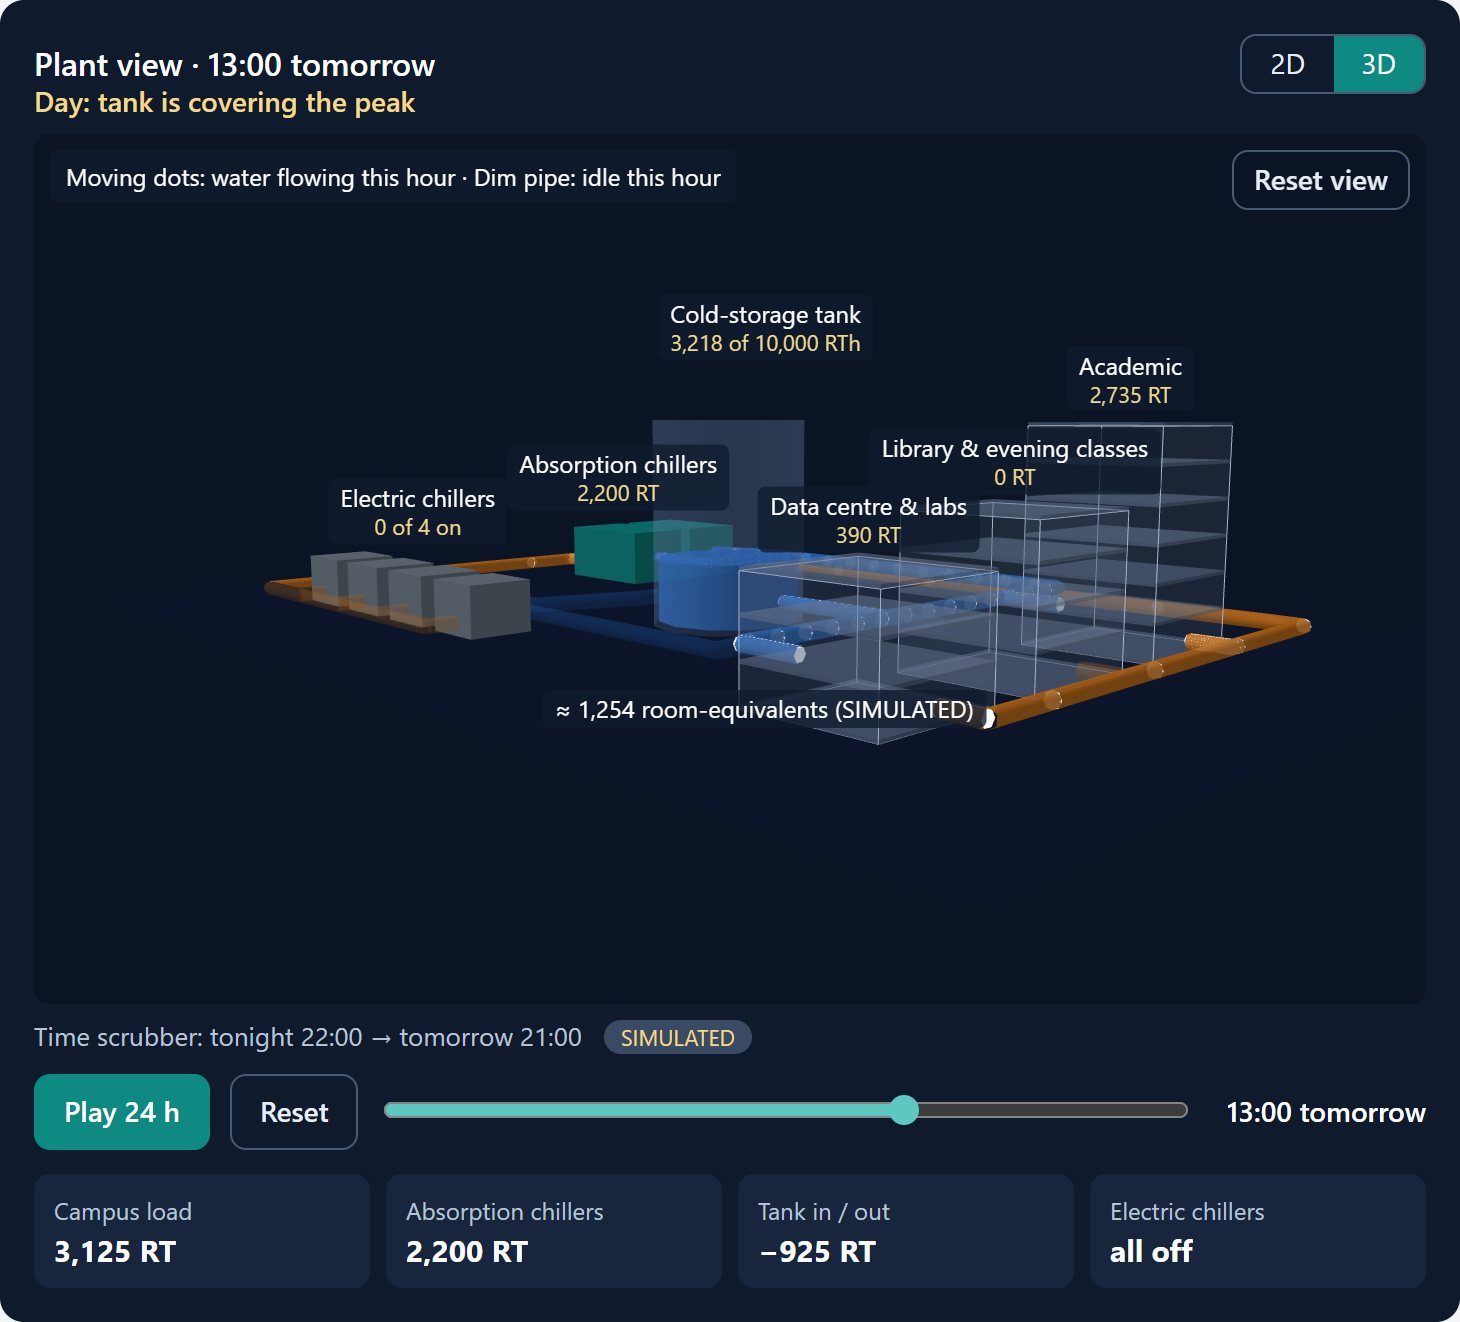 Plant view · 13:00 tomorrow
Day: tank is covering the peak
2D
3D
Moving dots: water flowing this hour · Dim pipe: idle this hour
Reset view
Cold-storage tank
3,218 of 10,000 RTh
Academic
2,735 RT
Library & evening classes
0 RT
Absorption chillers
2,200 RT
Electric chillers
0 of 4 on
Data centre & labs
390 RT
≈ 1,254 room-equivalents (SIMULATED)
Time scrubber: tonight 22:00 → tomorrow 21:00
SIMULATED
Play 24 h
Reset
13:00 tomorrow
Campus load
3,125 RT
Absorption chillers
2,200 RT
Tank in / out
−925 RT
Electric chillers
all off